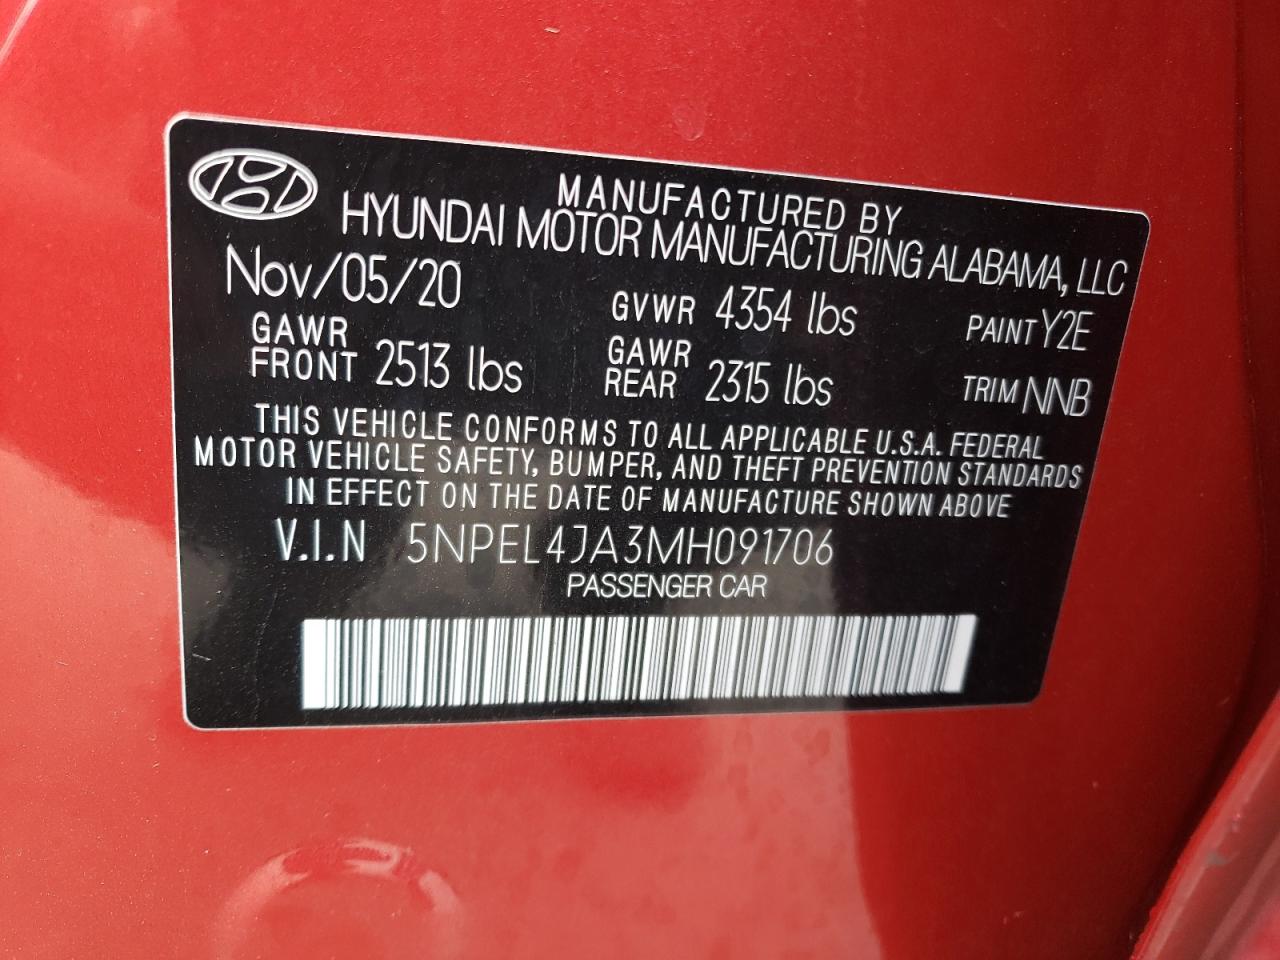 MANUFACTURED BY
HYUNDAI MOTOR MANUFACTURING ALABAMA, LLC
Nov/05/20
GVWR 4354 lbs
PAINT Y2E
GAWR
FRONT 2513 lbs
GAWR
REAR 2315 lbs
TRIM NNB
THIS VEHICLE CONFORMS TO ALL APPLICABLE U.S.A. FEDERAL
MOTOR VEHICLE SAFETY, BUMPER, AND THEFT PREVENTION STANDARDS
IN EFFECT ON THE DATE OF MANUFACTURE SHOWN ABOVE
V.I.N 5NPEL4JA3MH091706
PASSENGER CAR